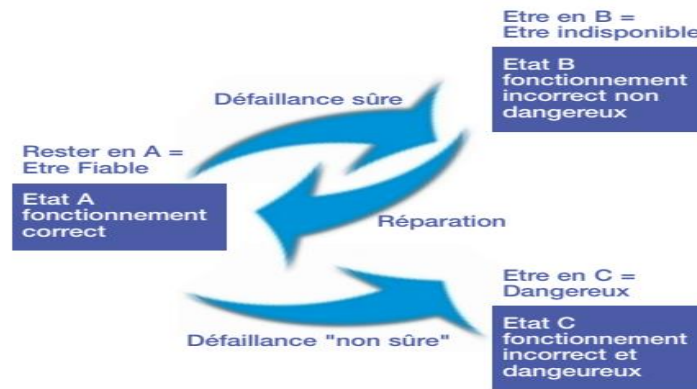 Etre en B =
Etre indisponible
Etat B
fonctionnement
incorrect non
dangereux
Défaillance sûre
Rester en A =
Etre Fiable
Etat A
fonctionnement
correct
Réparation
Etre en C =
Dangereux
Défaillance "non sûre"
Etat C
fonctionnement
incorrect et
dangeureux